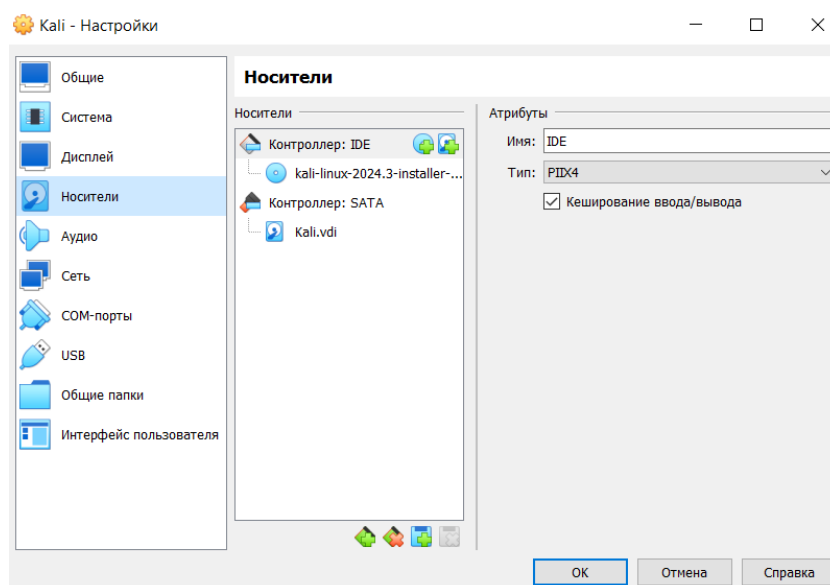 Kali - Настройки
Общие
Система
Дисплей
Носители
Аудио
Сеть
COM-порты
USB
Общие папки
Интерфейс пользователя
Носители
Носители
Контроллер: IDE
kali-linux-2024.3-installer-...
Контроллер: SATA
Kali.vdi
Атрибуты
Имя: IDE
Тип: PIIX4
Кеширование ввода/вывода
OK
Отмена
Справка